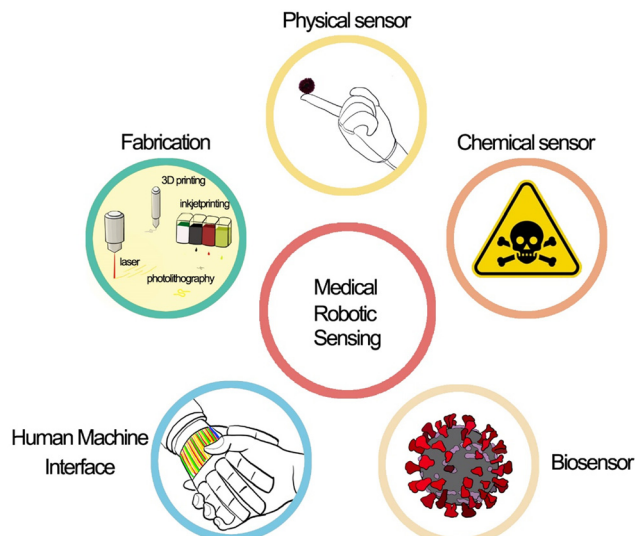 Physical sensor
Fabrication
Chemical sensor
3D printing
inkjetprinting
laser
photolithography
Medical
Robotic
Sensing
Human Machine
Interface
Biosensor